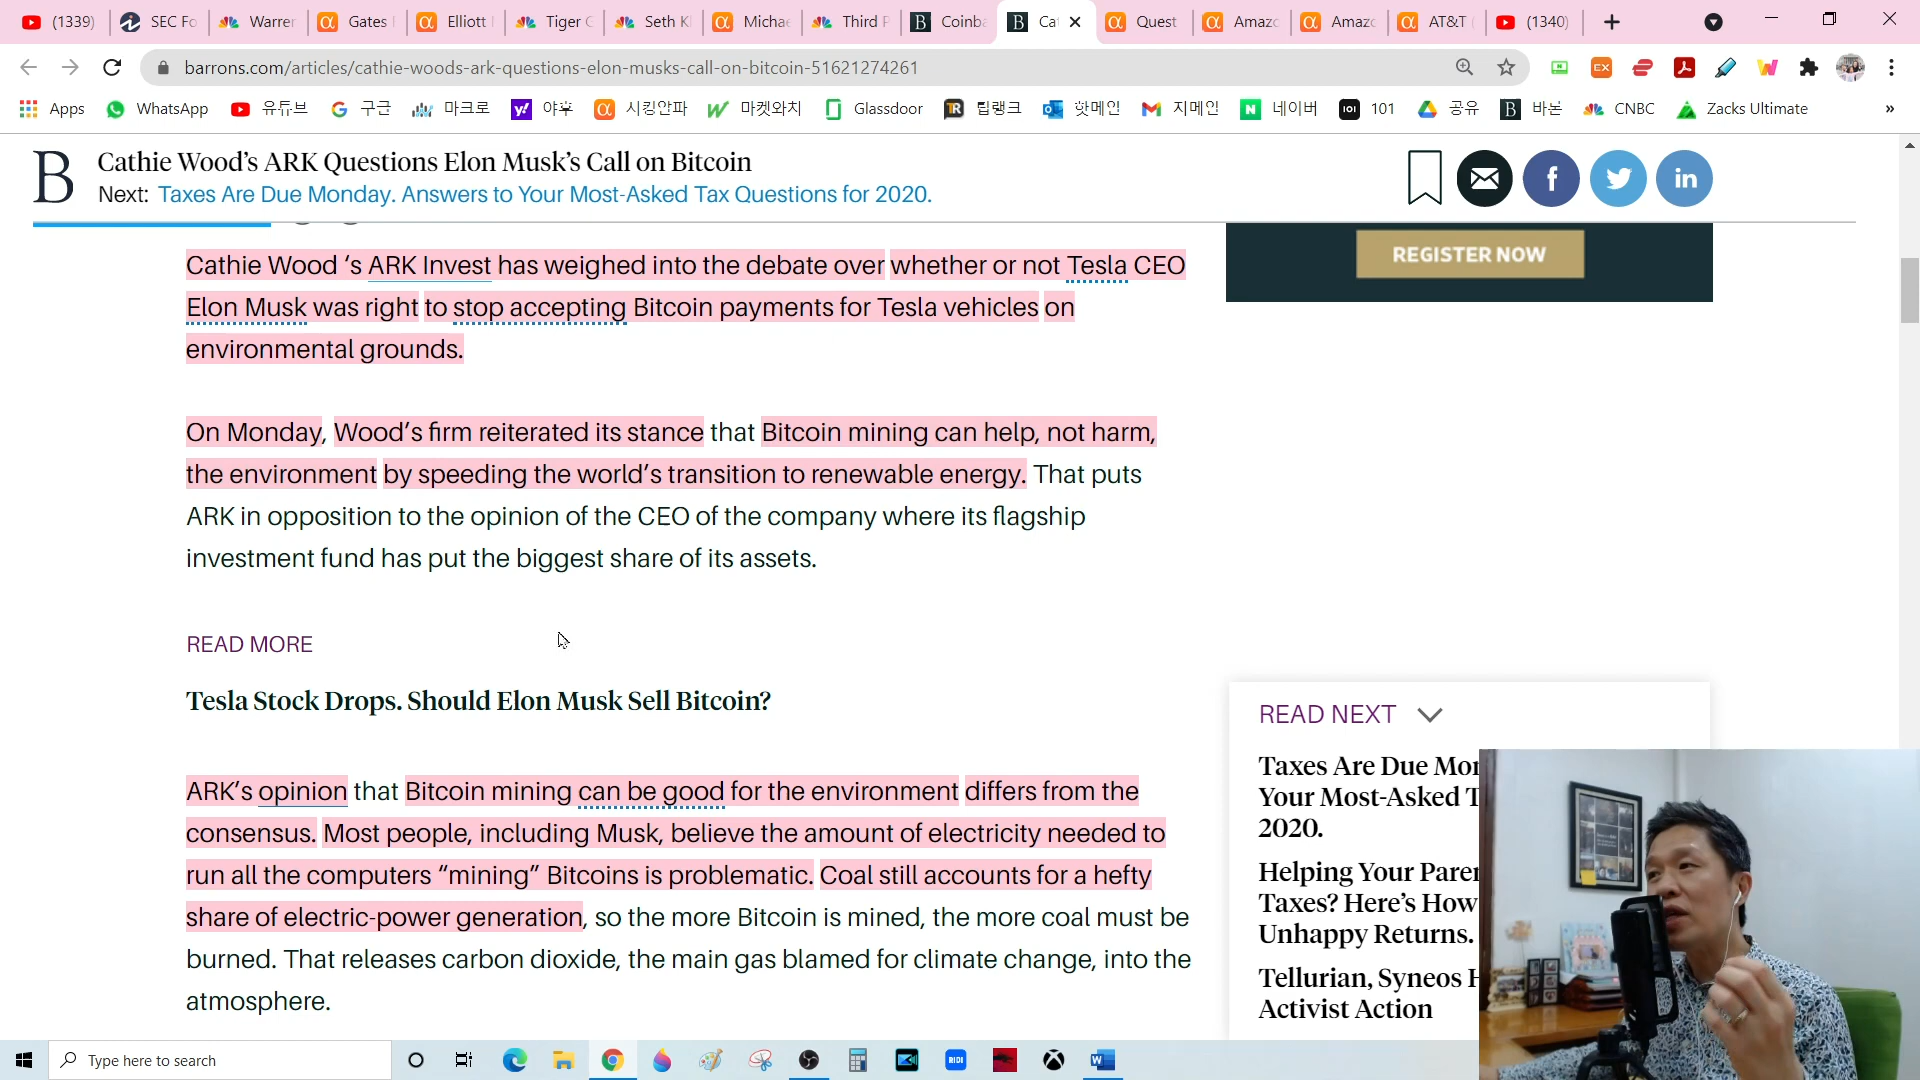 (1339)
SEC Fo
Warren
Gates
Elliott
Tiger
Seth K
Michae
Third P
Coinba
Ca
Quest
Amazo
Amazo
AT&T
(1340)
barrons.com/articles/cathie-woods-ark-questions-elon-musks-call-on-bitcoin-51621274261
Apps WhatsApp 유튜브 구글 마크로 야후 시킹알파 마켓와치 Glassdoor 팁랭크 핫메인 지메인 네이버 101 공유 바론 CNBC Zacks Ultimate »
B
Cathie Wood's ARK Questions Elon Musk's Call on Bitcoin
Next: Taxes Are Due Monday. Answers to Your Most-Asked Tax Questions for 2020.
REGISTER NOW
Cathie Wood 's ARK Invest has weighed into the debate over whether or not Tesla CEO
Elon Musk was right to stop accepting Bitcoin payments for Tesla vehicles on
environmental grounds.
On Monday, Wood's firm reiterated its stance that Bitcoin mining can help, not harm,
the environment by speeding the world's transition to renewable energy. That puts
ARK in opposition to the opinion of the CEO of the company where its flagship
investment fund has put the biggest share of its assets.
READ MORE
Tesla Stock Drops. Should Elon Musk Sell Bitcoin?
ARK's opinion that Bitcoin mining can be good for the environment differs from the
consensus. Most people, including Musk, believe the amount of electricity needed to
run all the computers “mining” Bitcoins is problematic. Coal still accounts for a hefty
share of electric-power generation, so the more Bitcoin is mined, the more coal must be
burned. That releases carbon dioxide, the main gas blamed for climate change, into the
atmosphere.
READ NEXT
Taxes Are Due Mon
Your Most-Asked T
2020.
Helping Your Paren
Taxes? Here's How
Unhappy Returns.
Tellurian, Syneos H
Activist Action
Type here to search
RIDI